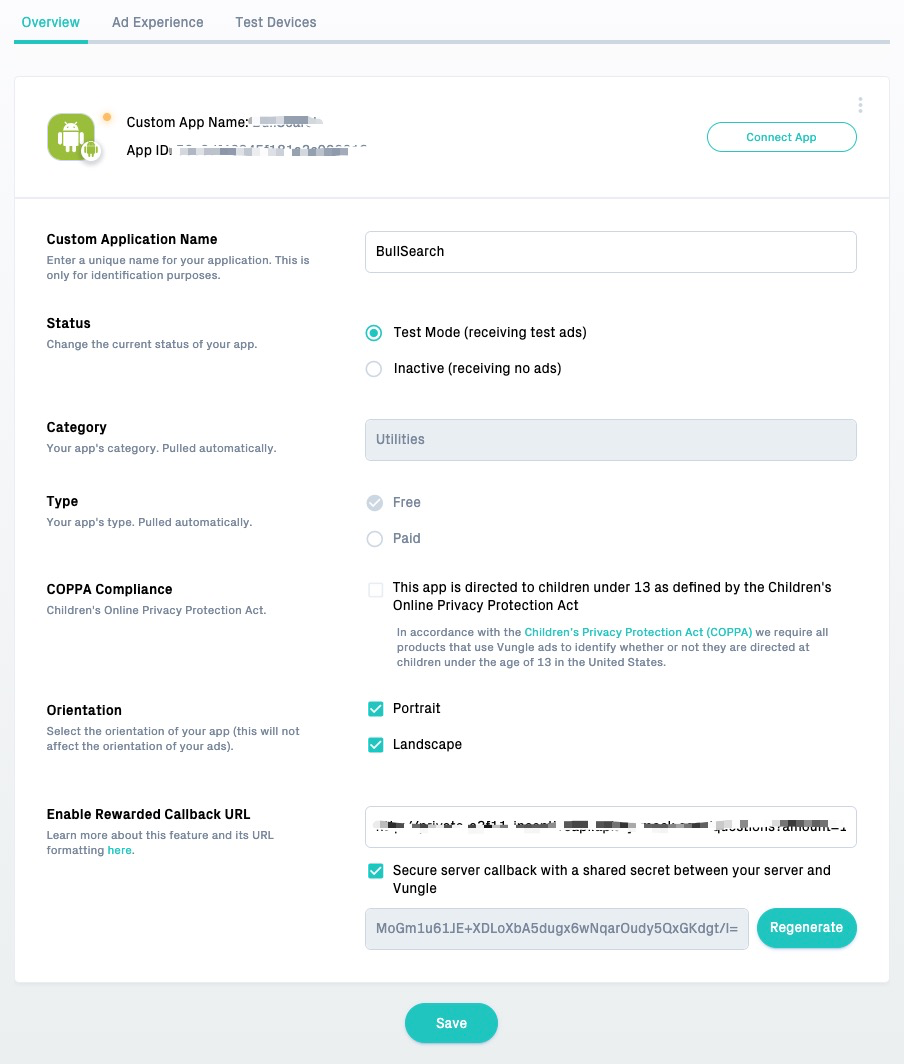 Overview Ad Experience Test Devices
Custom App Name:
App ID:
Connect App
Custom Application Name
Enter a unique name for your application. This is
only for identification purposes.
BullSearch
Status
Change the current status of your app.
Test Mode (receiving test ads)
Inactive (receiving no ads)
Category
Your app's category. Pulled automatically.
Utilities
Type
Your app's type. Pulled automatically.
Free
Paid
COPPA Compliance
Children's Online Privacy Protection Act.
This app is directed to children under 13 as defined by the Children's
Online Privacy Protection Act
In accordance with the Children's Privacy Protection Act (COPPA) we require all
products that use Vungle ads to identify whether or not they are directed at
children under the age of 13 in the United States.
Orientation
Select the orientation of your app (this will not
affect the orientation of your ads).
Portrait
Landscape
Enable Rewarded Callback URL
Learn more about this feature and its URL
formatting here.
Secure server callback with a shared secret between your server and
Vungle
Regenerate
Save